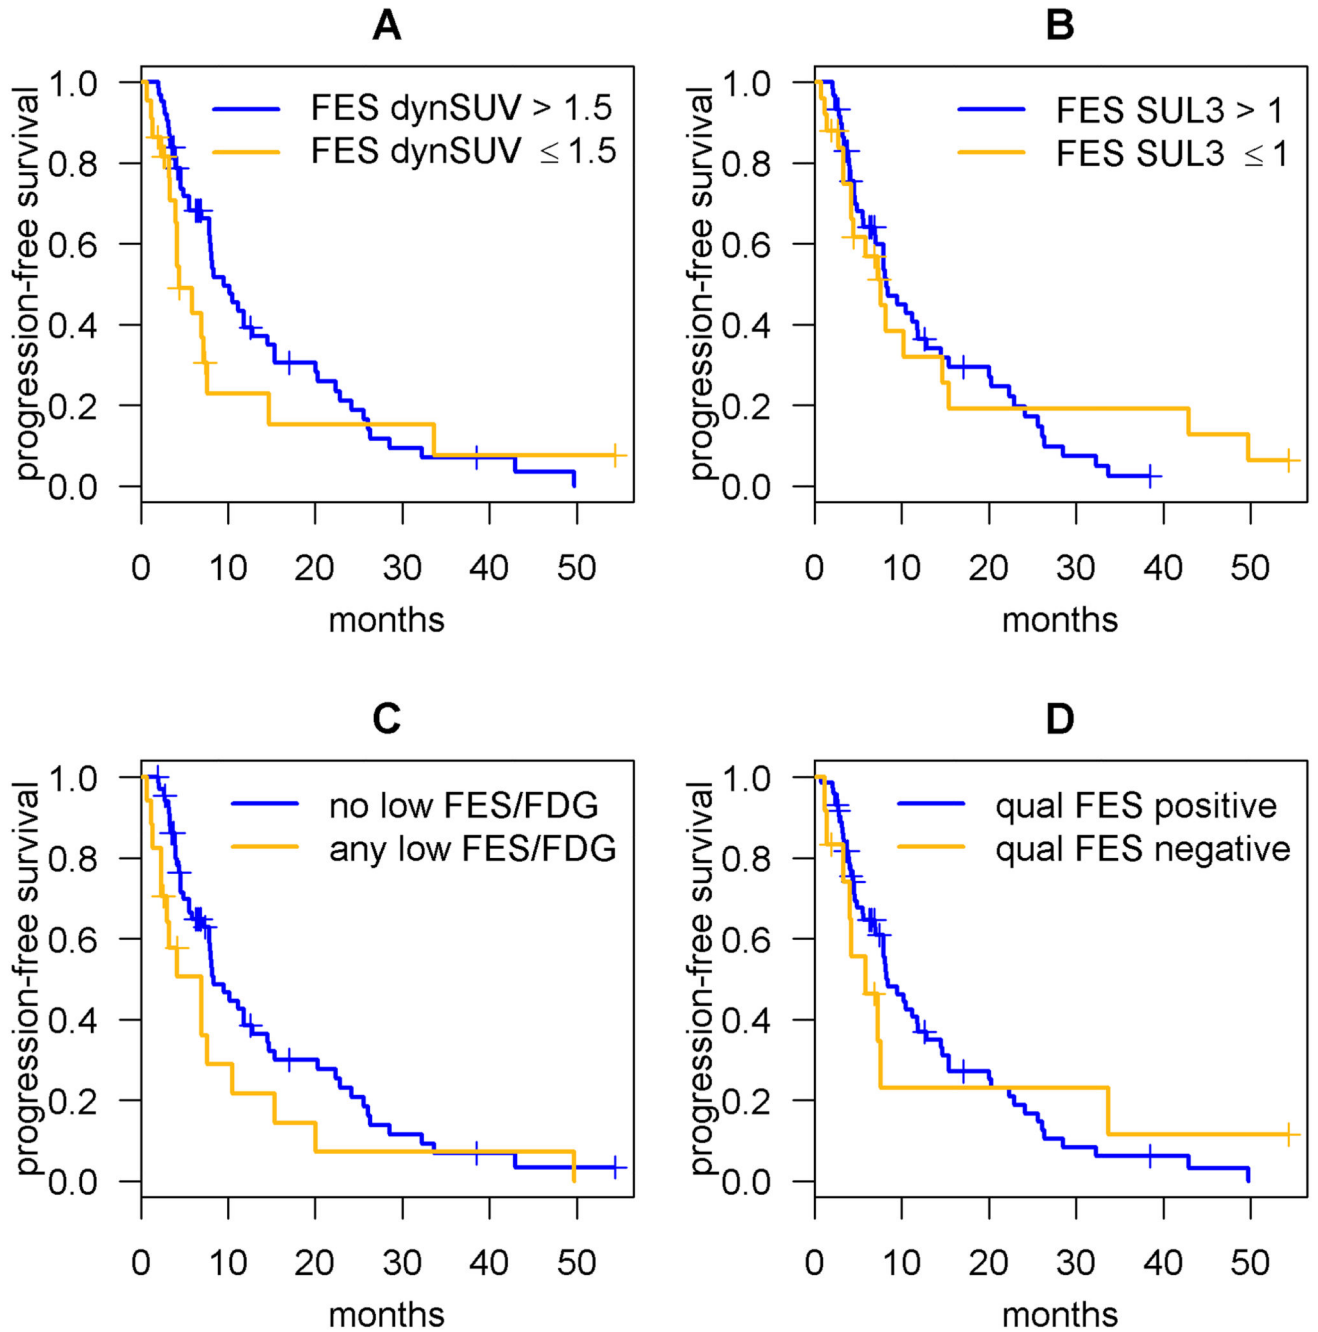 A
progression-free survival
1.0
0.8
0.6
0.4
0.2
0.0
FES dynSUV > 1.5
FES dynSUV ≤ 1.5
0 10 20 30 40 50
months
B
progression-free survival
1.0
0.8
0.6
0.4
0.2
0.0
FES SUL3 > 1
FES SUL3 ≤ 1
0 10 20 30 40 50
months
C
progression-free survival
1.0
0.8
0.6
0.4
0.2
0.0
no low FES/FDG
any low FES/FDG
0 10 20 30 40 50
months
D
progression-free survival
1.0
0.8
0.6
0.4
0.2
0.0
qual FES positive
qual FES negative
0 10 20 30 40 50
months